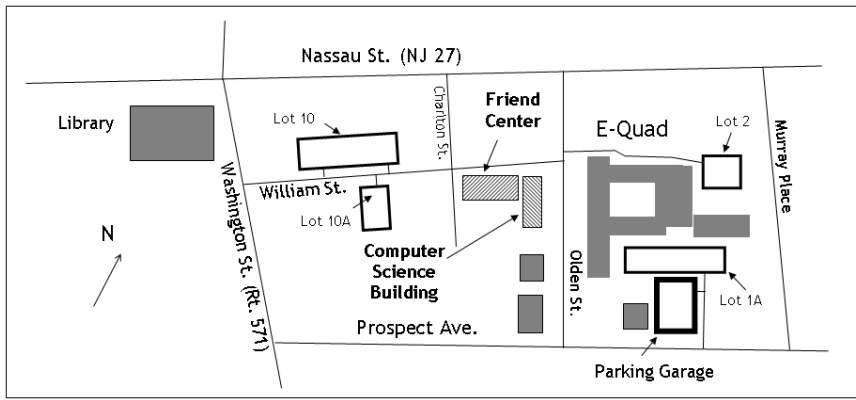 Nassau St. (NJ 27)
Library
Lot 10
Charlton St.
Friend
Center
E-Quad
Lot 2
Murray Place
Washington St. (Rt. 571)
William St.
Lot 10A
N
Computer
Science
Building
Olden St.
Lot 1A
Prospect Ave.
Parking Garage